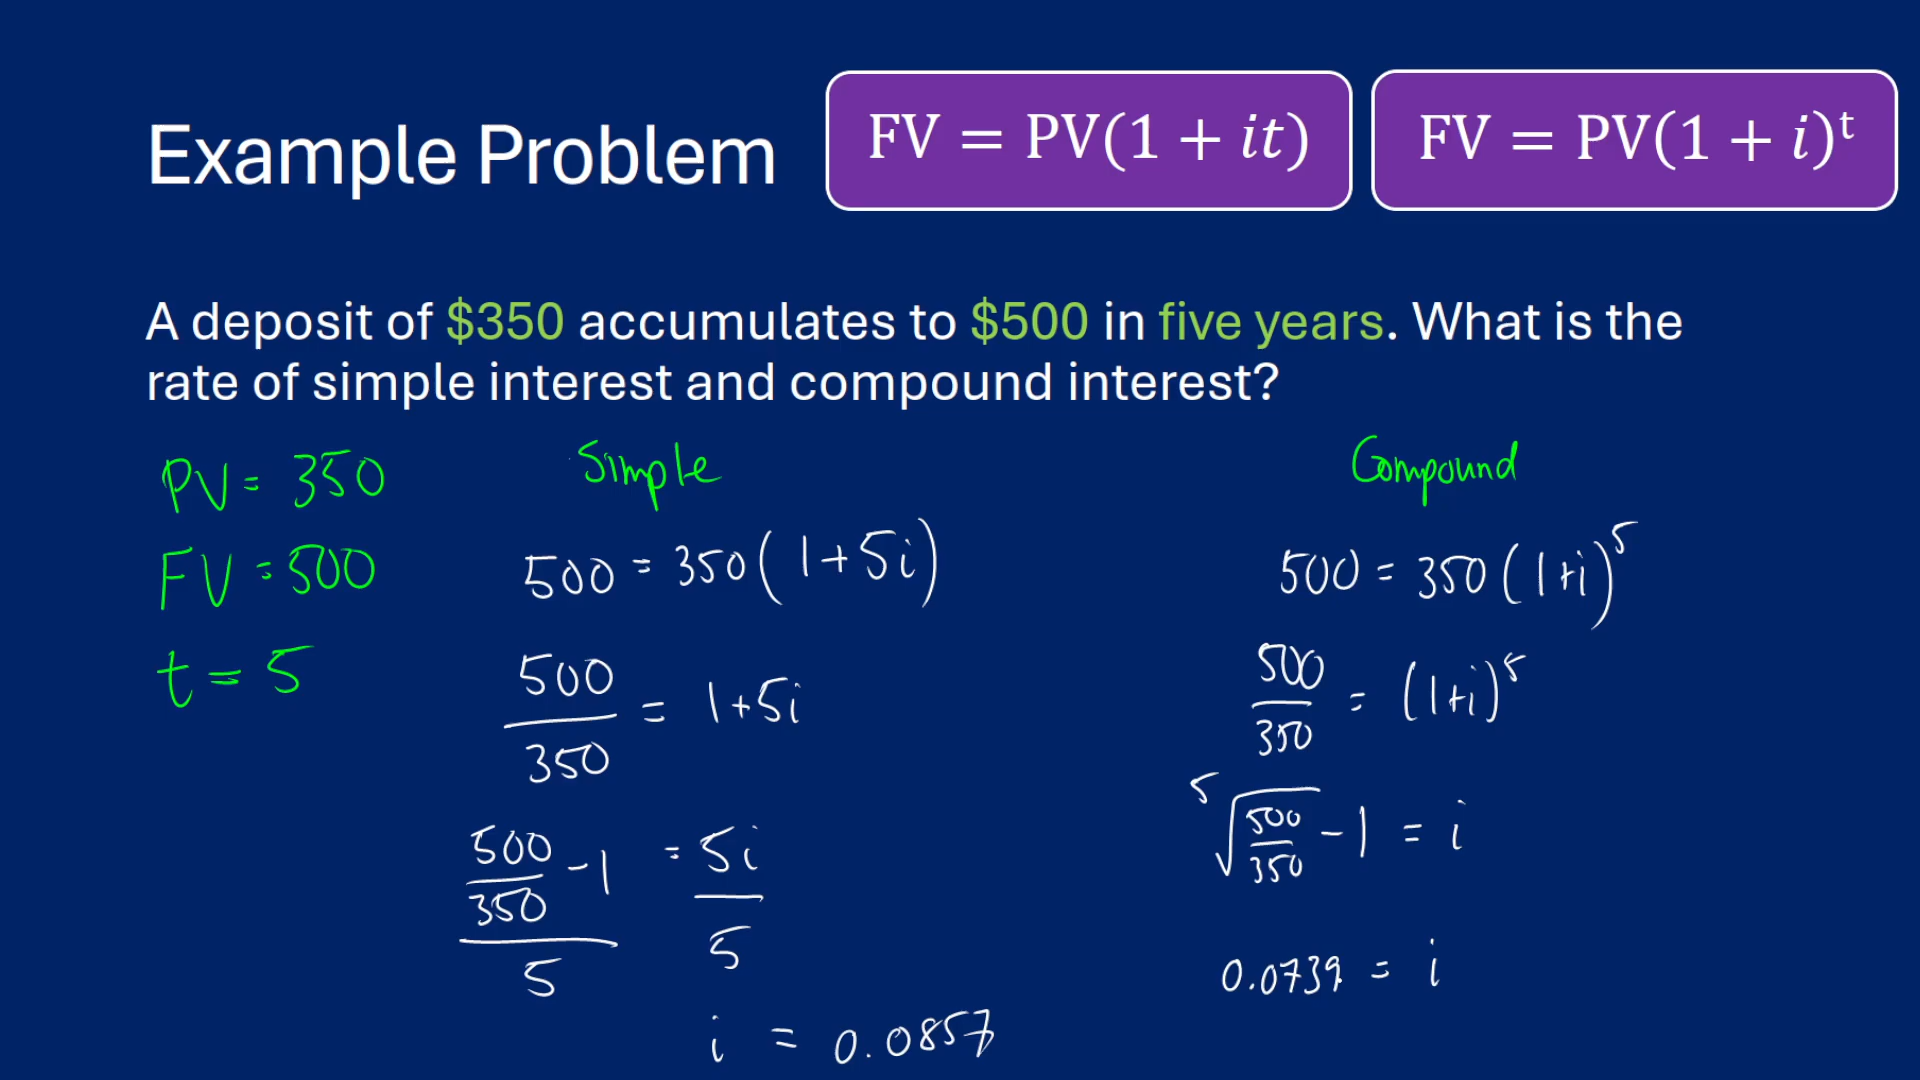 Example Problem
FV = PV(1 + it)
FV = PV(1 + i)^t
A deposit of $350 accumulates to $500 in five years. What is the
rate of simple interest and compound interest?
PV = 350
FV = 500
t = 5
Simple
500 = 350(1+5i)
500/350 = 1+5i
(500/350 - 1)/5 = 5i/5
i = 0.0857
Compound
500 = 350(1+i)^5
500/350 = (1+i)^5
⁵√(500/350) - 1 = i
0.0739 = i